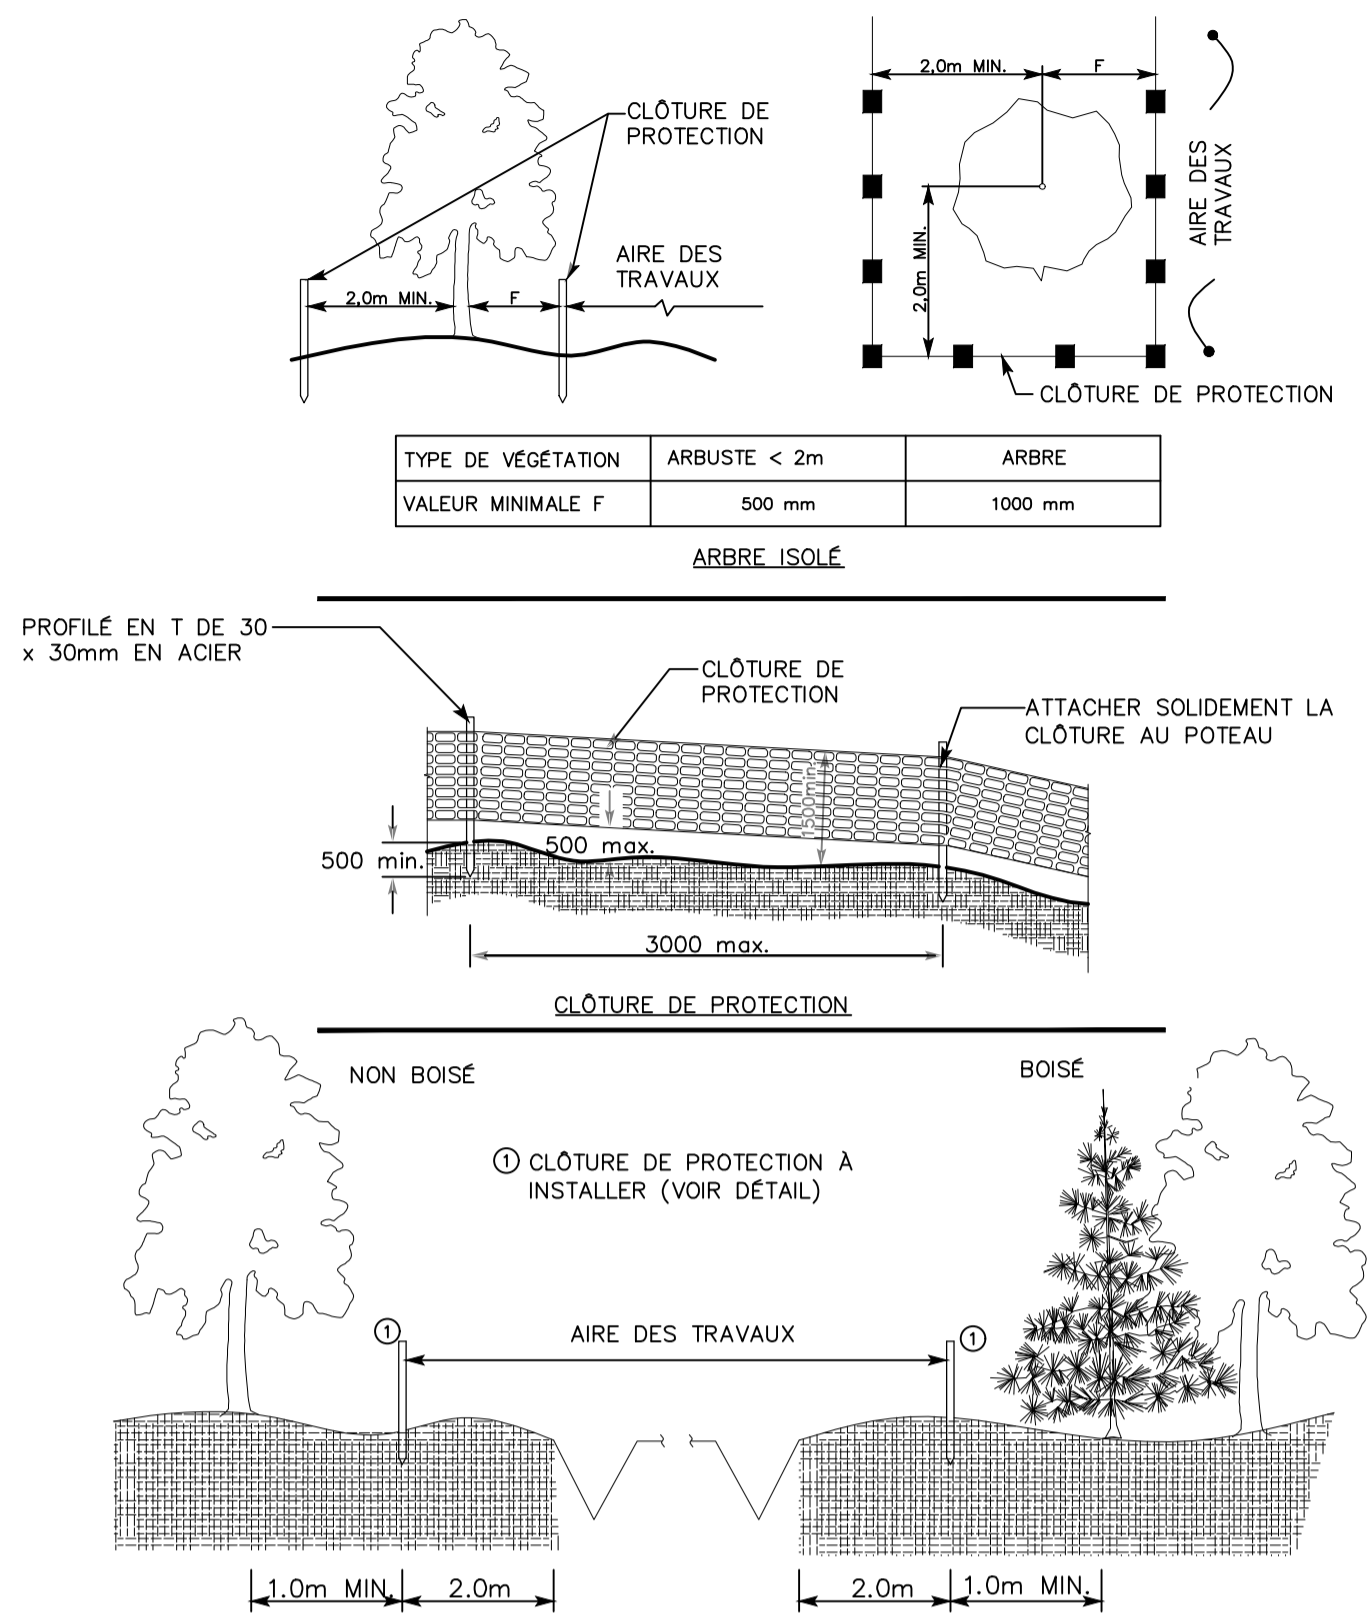 CLÔTURE DE
PROTECTION
2,0m MIN.
F
AIRE DES
TRAVAUX
2,0m MIN.
F
2,0m MIN.
AIRE DES
TRAVAUX
CLÔTURE DE PROTECTION
TYPE DE VÉGÉTATION ARBUSTE < 2m ARBRE
VALEUR MINIMALE F 500 mm 1000 mm
ARBRE ISOLÉ
PROFILÉ EN T DE 30
x 30mm EN ACIER
CLÔTURE DE
PROTECTION
ATTACHER SOLIDEMENT LA
CLÔTURE AU POTEAU
1500min.
500 min.
500 max.
3000 max.
CLÔTURE DE PROTECTION
NON BOISÉ
BOISÉ
1 CLÔTURE DE PROTECTION À
INSTALLER (VOIR DÉTAIL)
1
AIRE DES TRAVAUX
1
1.0m MIN.
2.0m
2.0m
1.0m MIN.